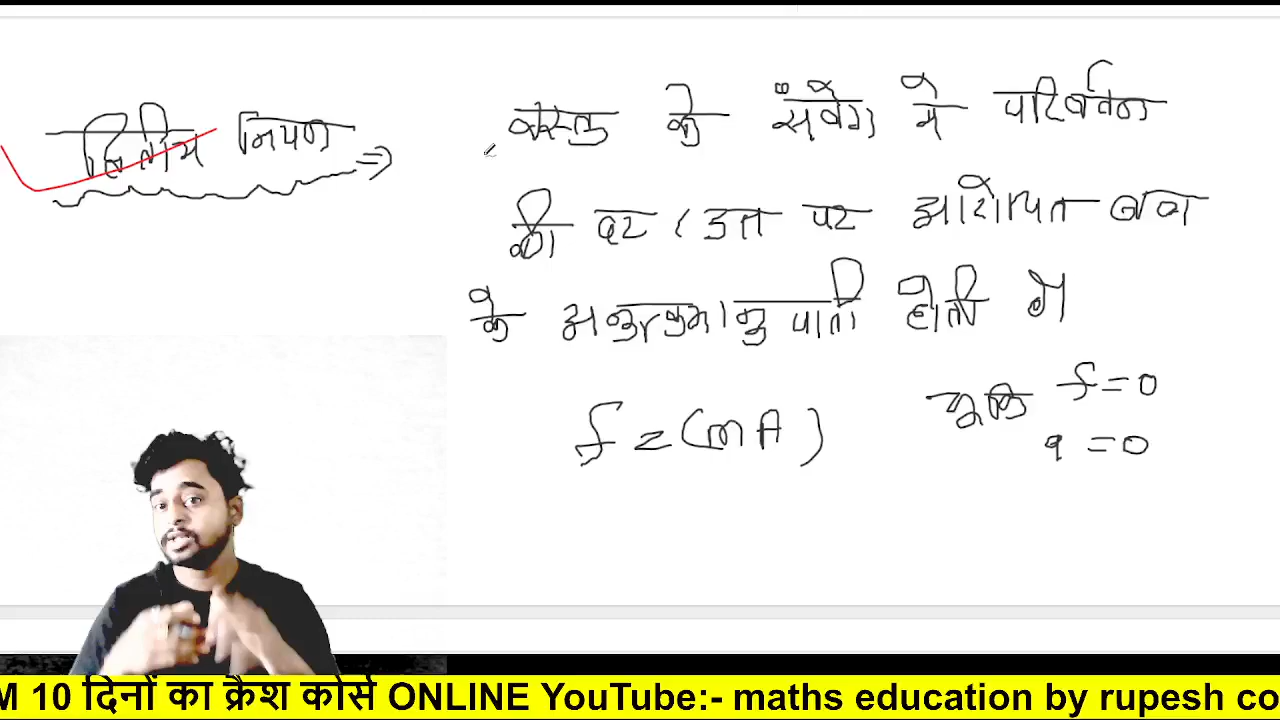 द्वितीय नियम ⇒
वस्तु के संवेग में परिवर्तन
की दर , उस पर आरोपित बल
के अनुक्रमानुपाती होती है
f = (mA)
चूकि f = 0
a = 0
M 10 दिनों का क्रैश कोर्स ONLINE YouTube:- maths education by rupesh co